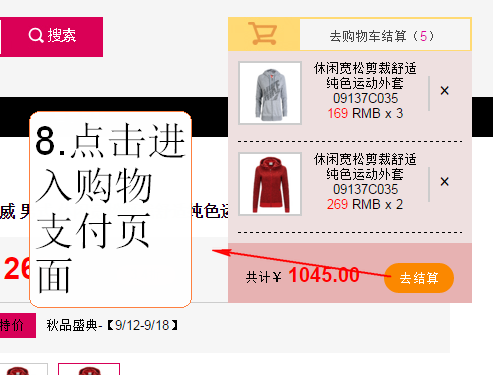 搜索
去购物车结算（5）
休闲宽松剪裁舒适
纯色运动外套
09137C035
169 RMB x 3
×
休闲宽松剪裁舒适
纯色运动外套
09137C035
269 RMB x 2
×
共计￥ 1045.00
去结算
8.点击进
入购物
支付页
面
威 男
纯色运
26
特价
秋品盛典-【9/12-9/18】